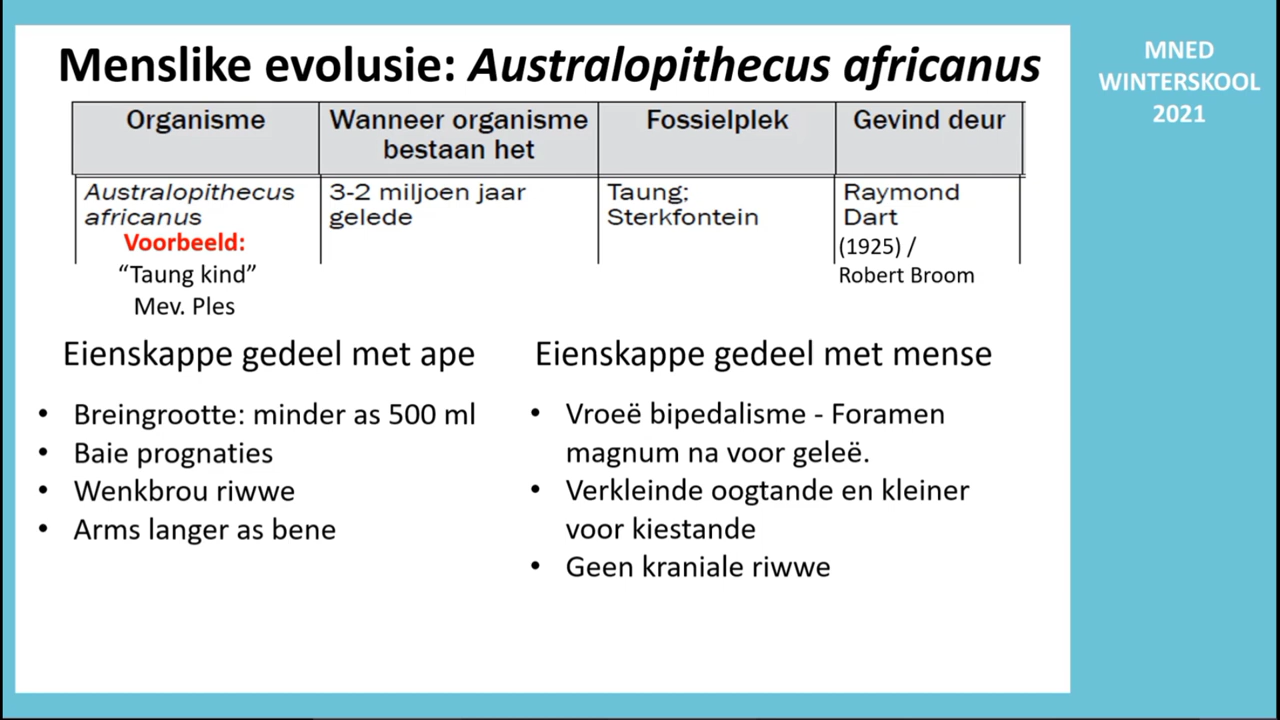 Menslike evolusie: Australopithecus africanus
MNED
WINTERSKOOL
2021
Organisme
Wanneer organisme
bestaan het
Fossielplek
Gevind deur
Australopithecus
africanus
Voorbeeld:
“Taung kind”
Mev. Ples
3-2 miljoen jaar
gelede
Taung;
Sterkfontein
Raymond
Dart
(1925) /
Robert Broom
Eienskappe gedeel met ape
• Breingrootte: minder as 500 ml
• Baie prognaties
• Wenkbrou riwwe
• Arms langer as bene
Eienskappe gedeel met mense
• Vroeë bipedalisme - Foramen
magnum na voor geleë.
• Verkleinde oogtande en kleiner
voor kiestande
• Geen kraniale riwwe